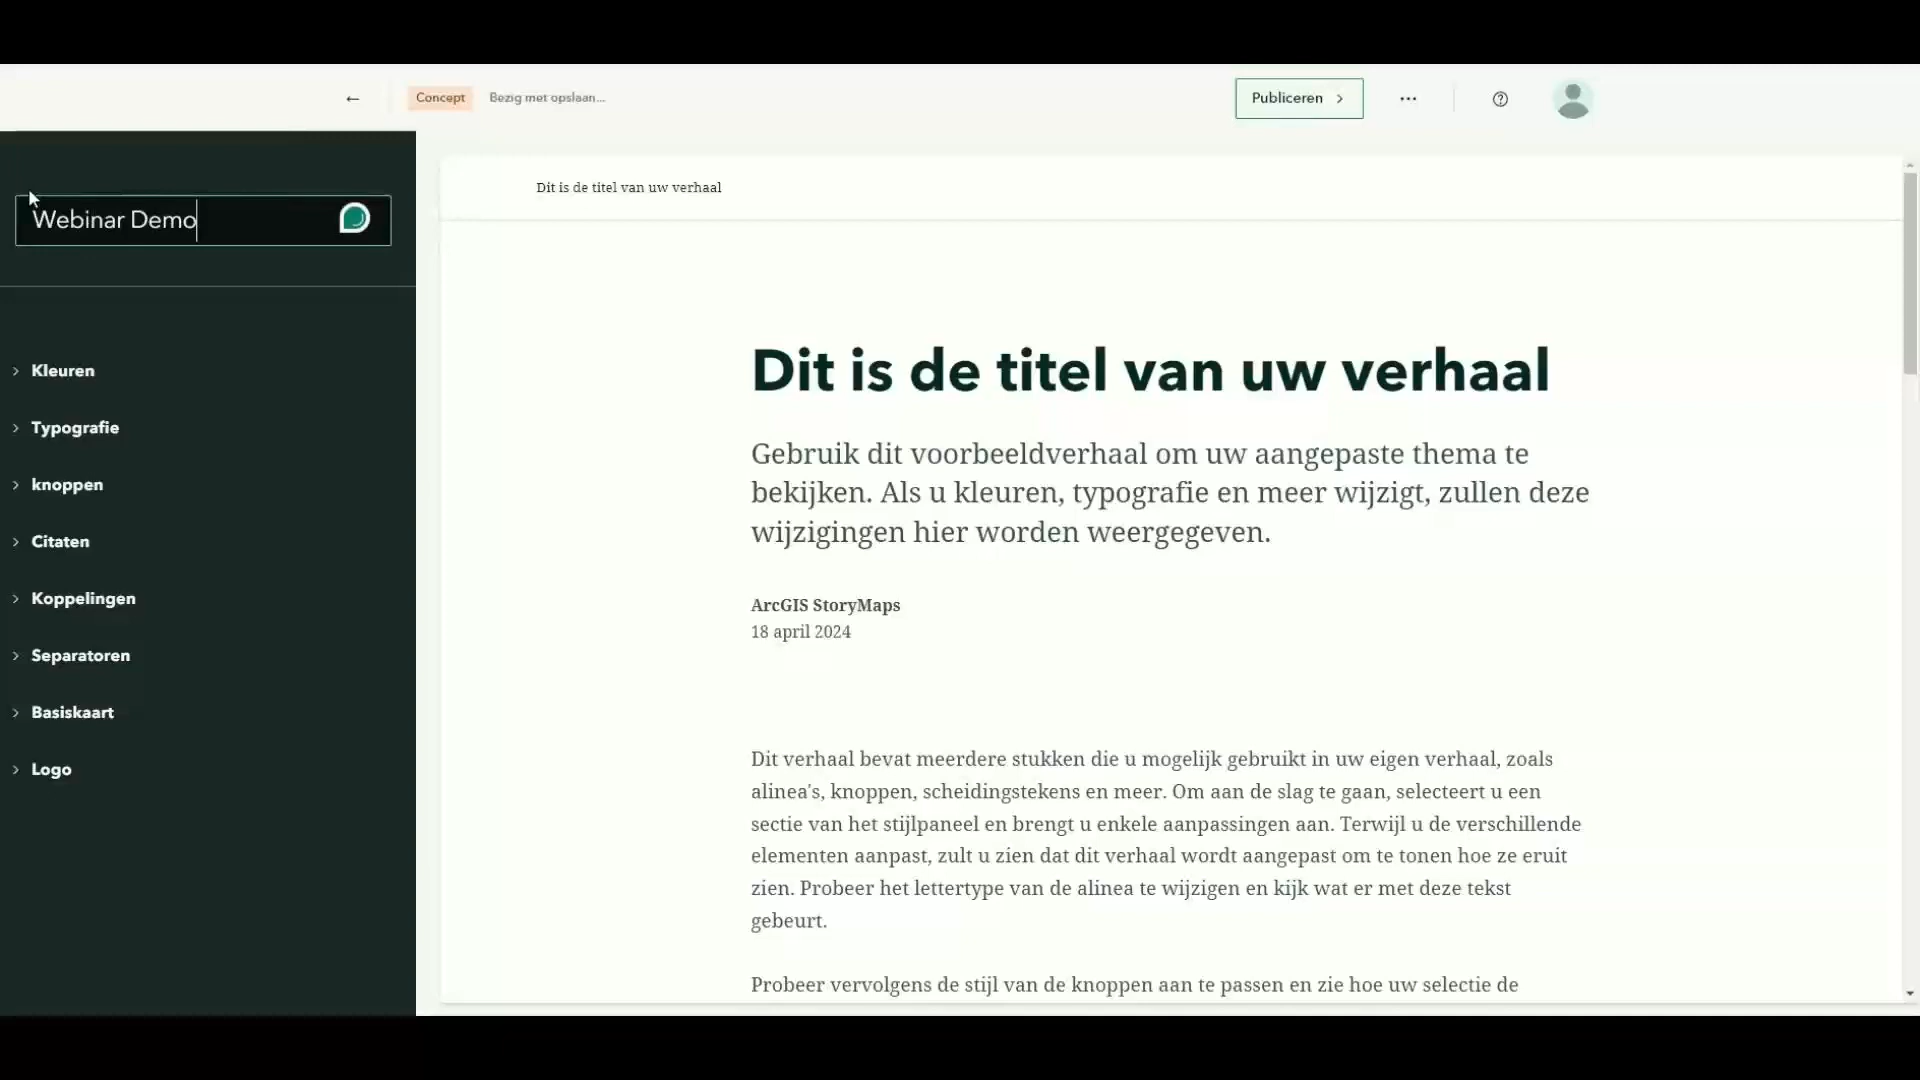 Concept
Bezig met opslaan...
Publiceren
Webinar Demo
Kleuren
Typografie
knoppen
Citaten
Koppelingen
Separatoren
Basiskaart
Logo
Dit is de titel van uw verhaal
Dit is de titel van uw verhaal
Gebruik dit voorbeeldverhaal om uw aangepaste thema te
bekijken. Als u kleuren, typografie en meer wijzigt, zullen deze
wijzigingen hier worden weergegeven.
ArcGIS StoryMaps
18 april 2024
Dit verhaal bevat meerdere stukken die u mogelijk gebruikt in uw eigen verhaal, zoals
alinea's, knoppen, scheidingstekens en meer. Om aan de slag te gaan, selecteert u een
sectie van het stijlpaneel en brengt u enkele aanpassingen aan. Terwijl u de verschillende
elementen aanpast, zult u zien dat dit verhaal wordt aangepast om te tonen hoe ze eruit
zien. Probeer het lettertype van de alinea te wijzigen en kijk wat er met deze tekst
gebeurt.
Probeer vervolgens de stijl van de knoppen aan te passen en zie hoe uw selectie de